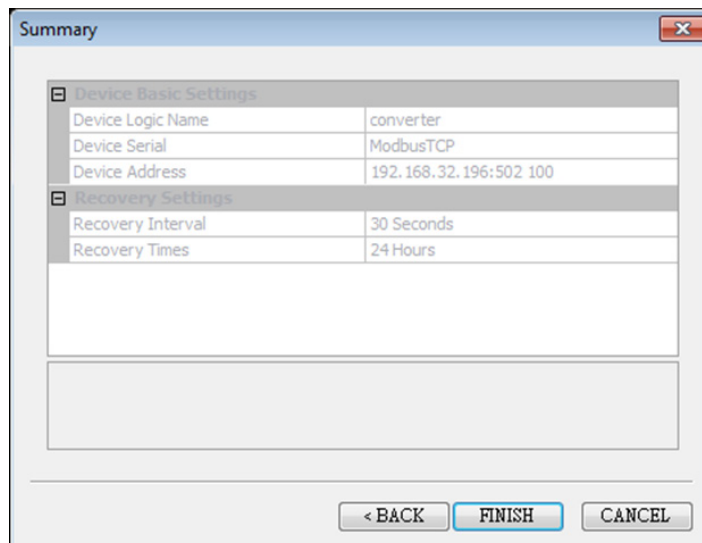 Summary
Device Basic Settings
Device Logic Name converter
Device Serial ModbusTCP
Device Address 192.168.32.196:502 100
Recovery Settings
Recovery Interval 30 Seconds
Recovery Times 24 Hours
< BACK FINISH CANCEL